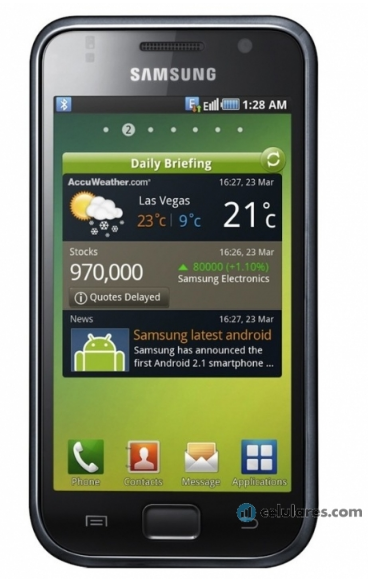 SAMSUNG
E 1:28 AM
2
Daily Briefing
AccuWeather.com 16:27, 23 Mar
Las Vegas
23°c 9°c 21°c
Stocks 16:26, 23 Mar
970,000 ▲ 80000 (+1.10%)
Samsung Electronics
Quotes Delayed
News 16:27, 23 Mar
Samsung latest android
Samsung has announced the
first Android 2.1 smartphone ...
Phone Contacts Message Applications
celulares.com